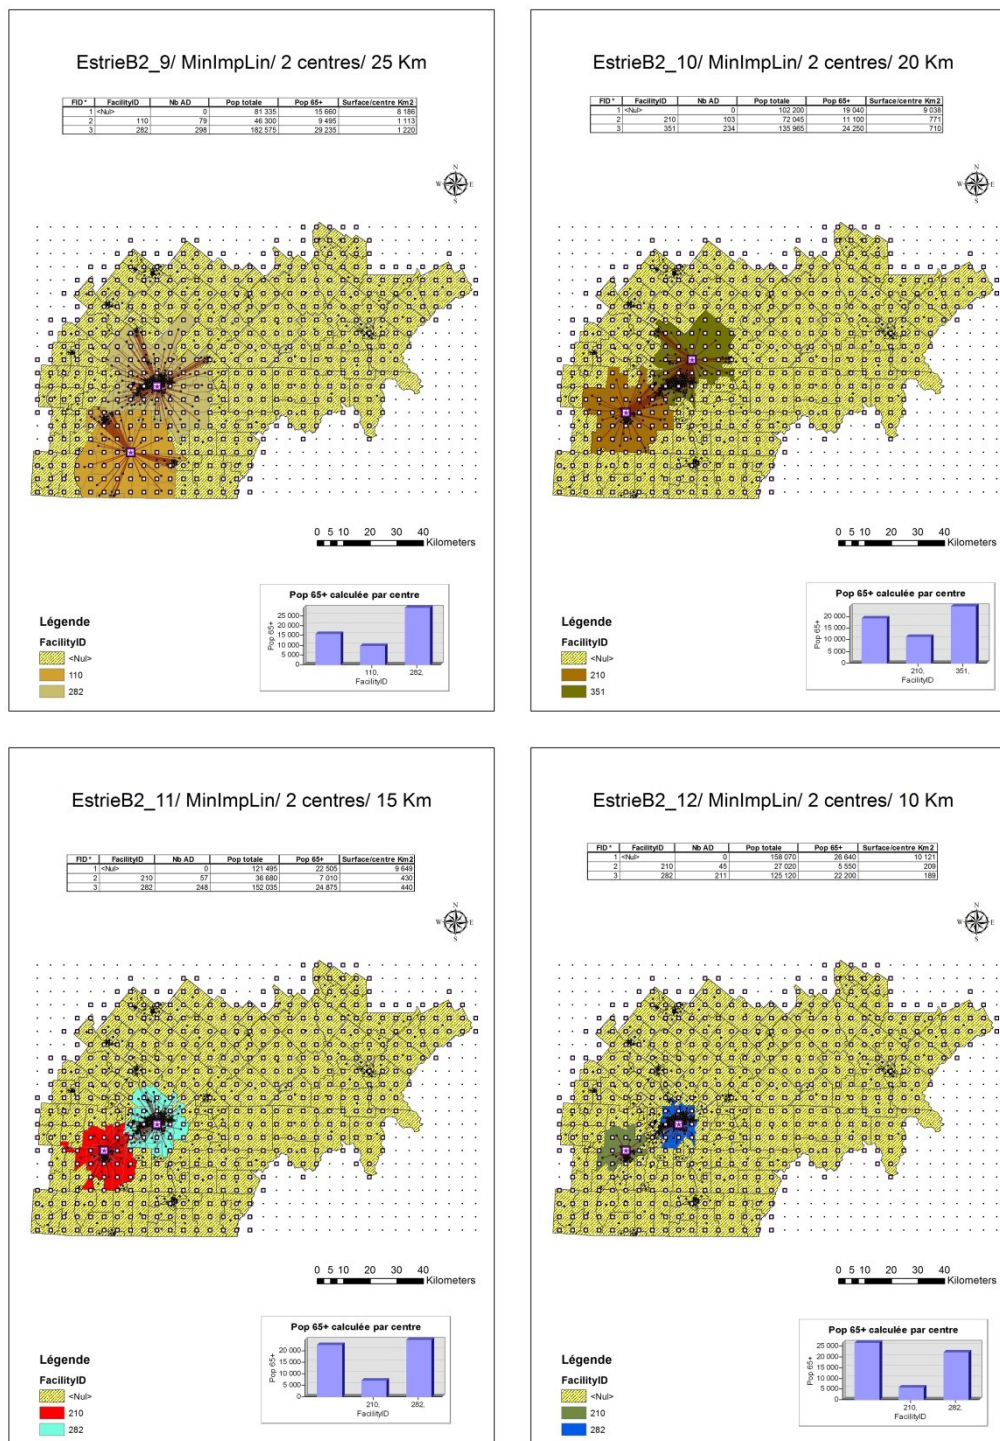 EstrieB2_9/ MinImpLin/ 2 centres/ 25 Km
FID * FacilityID Nb AD Pop totale Pop 65+ Surface/centre Km2
1 <Nul> 0 81 335 15 660 8 186
2 110 79 46 300 9 495 1 113
3 282 298 182 575 29 235 1 220
N
W E
S
0 5 10 20 30 40
Kilometers
Légende
FacilityID
<Nul>
110
282
Pop 65+ calculée par centre
Pop 65+
25 000
20 000
15 000
10 000
5 000
0
110, 282,
FacilityID
EstrieB2_10/ MinImpLin/ 2 centres/ 20 Km
FID * FacilityID Nb AD Pop totale Pop 65+ Surface/centre Km2
1 <Nul> 0 102 200 19 040 9 038
2 210 103 72 045 11 100 771
3 351 234 135 965 24 250 710
N
W E
S
0 5 10 20 30 40
Kilometers
Légende
FacilityID
<Nul>
210
351
Pop 65+ calculée par centre
Pop 65+
20 000
15 000
10 000
5 000
0
210, 351,
FacilityID
EstrieB2_11/ MinImpLin/ 2 centres/ 15 Km
FID * FacilityID Nb AD Pop totale Pop 65+ Surface/centre Km2
1 <Nul> 0 121 495 22 505 9 649
2 210 57 36 680 7 010 430
3 282 248 152 035 24 875 440
N
W E
S
0 5 10 20 30 40
Kilometers
Légende
FacilityID
<Nul>
210
282
Pop 65+ calculée par centre
Pop 65+
20 000
15 000
10 000
5 000
0
210, 282,
FacilityID
EstrieB2_12/ MinImpLin/ 2 centres/ 10 Km
FID * FacilityID Nb AD Pop totale Pop 65+ Surface/centre Km2
1 <Nul> 0 158 070 26 640 10 121
2 210 45 27 020 5 550 209
3 282 211 125 120 22 200 189
N
W E
S
0 5 10 20 30 40
Kilometers
Légende
FacilityID
<Nul>
210
282
Pop 65+ calculée par centre
Pop 65+
25 000
20 000
15 000
10 000
5 000
0
210, 282,
FacilityID